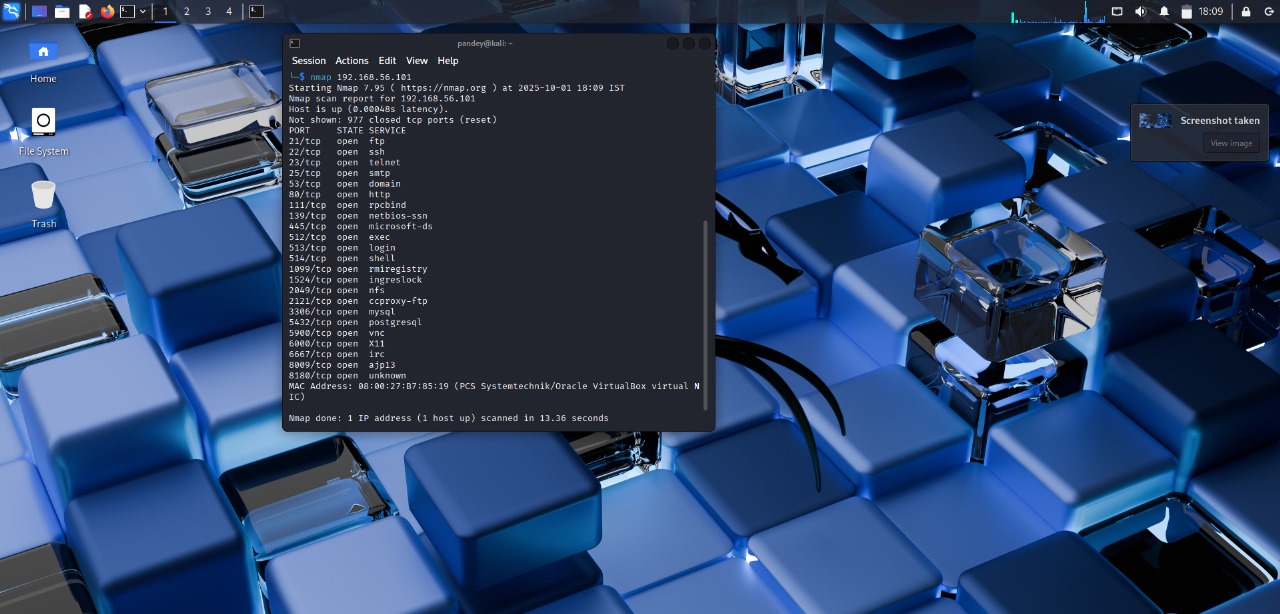 1 2 3 4
18:09
Home
File System
Trash
pandey@kali: ~
Session Actions Edit View Help
└─$ nmap 192.168.56.101
Starting Nmap 7.95 ( https://nmap.org ) at 2025-10-01 18:09 IST
Nmap scan report for 192.168.56.101
Host is up (0.00048s latency).
Not shown: 977 closed tcp ports (reset)
PORT     STATE SERVICE
21/tcp   open  ftp
22/tcp   open  ssh
23/tcp   open  telnet
25/tcp   open  smtp
53/tcp   open  domain
80/tcp   open  http
111/tcp  open  rpcbind
139/tcp  open  netbios-ssn
445/tcp  open  microsoft-ds
512/tcp  open  exec
513/tcp  open  login
514/tcp  open  shell
1099/tcp open  rmiregistry
1524/tcp open  ingreslock
2049/tcp open  nfs
2121/tcp open  ccproxy-ftp
3306/tcp open  mysql
5432/tcp open  postgresql
5900/tcp open  vnc
6000/tcp open  X11
6667/tcp open  irc
8009/tcp open  ajp13
8180/tcp open  unknown
MAC Address: 08:00:27:B7:85:19 (PCS Systemtechnik/Oracle VirtualBox virtual N
IC)
Nmap done: 1 IP address (1 host up) scanned in 13.36 seconds
Screenshot taken
View image